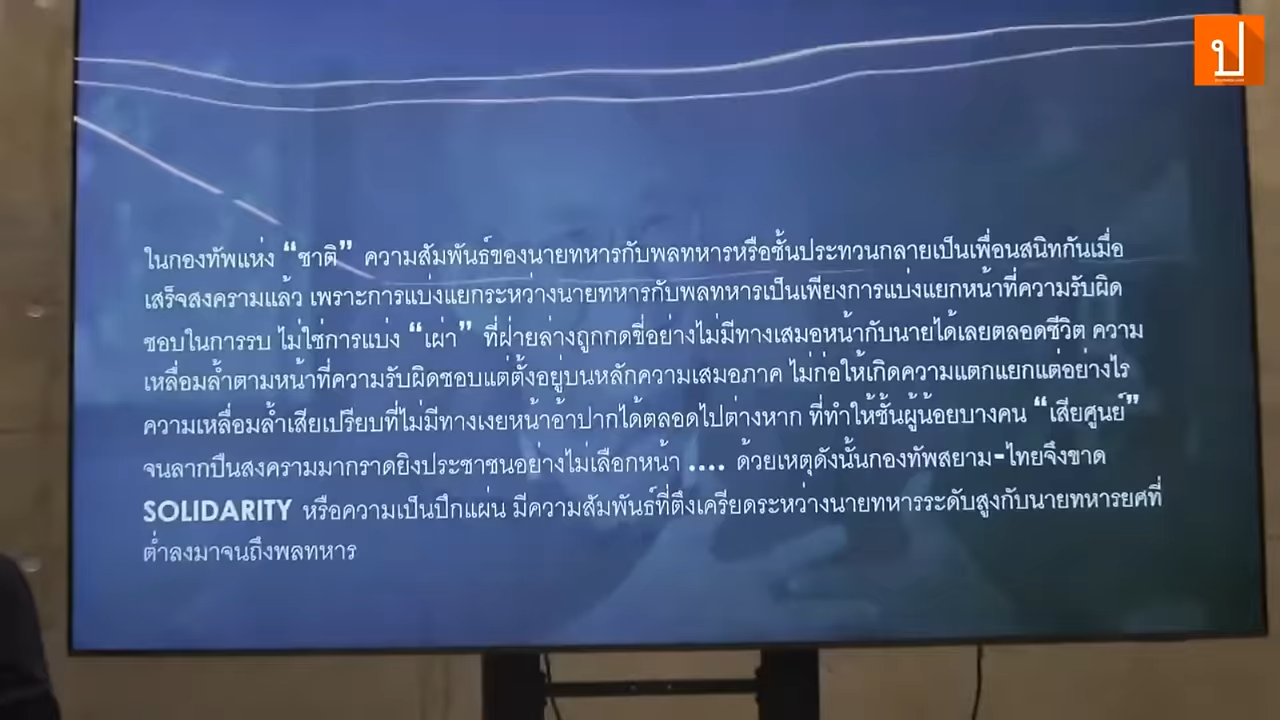 ป
ในกองทัพแห่ง “ชาติ” ความสัมพันธ์ของนายทหารกับพลทหารหรือชั้นประทวนกลายเป็นเพื่อนสนิทกันเมื่อ
เสร็จสงครามแล้ว เพราะการแบ่งแยกระหว่างนายทหารกับพลทหารเป็นเพียงการแบ่งแยกหน้าที่ความรับผิด
ชอบในการรบ ไม่ใช่การแบ่ง “เผ่า” ที่ฝ่ายล่างถูกกดขี่อย่างไม่มีทางเสมอหน้ากับนายได้เลยตลอดชีวิต ความ
เหลื่อมล้ำตามหน้าที่ความรับผิดชอบแต่ตั้งอยู่บนหลักความเสมอภาค ไม่ก่อให้เกิดความแตกแยกแต่อย่างไร
ความเหลื่อมล้ำเสียเปรียบที่ไม่มีทางเงยหน้าอ้าปากได้ตลอดไปต่างหาก ที่ทำให้ชั้นผู้น้อยบางคน “เสียศูนย์”
จนลากปืนสงครามมากราดยิงประชาชนอย่างไม่เลือกหน้า .... ด้วยเหตุดังนั้นกองทัพสยาม-ไทยจึงขาด
SOLIDARITY หรือความเป็นปึกแผ่น มีความสัมพันธ์ที่ตึงเครียดระหว่างนายทหารระดับสูงกับนายทหารยศที่
ต่ำลงมาจนถึงพลทหาร